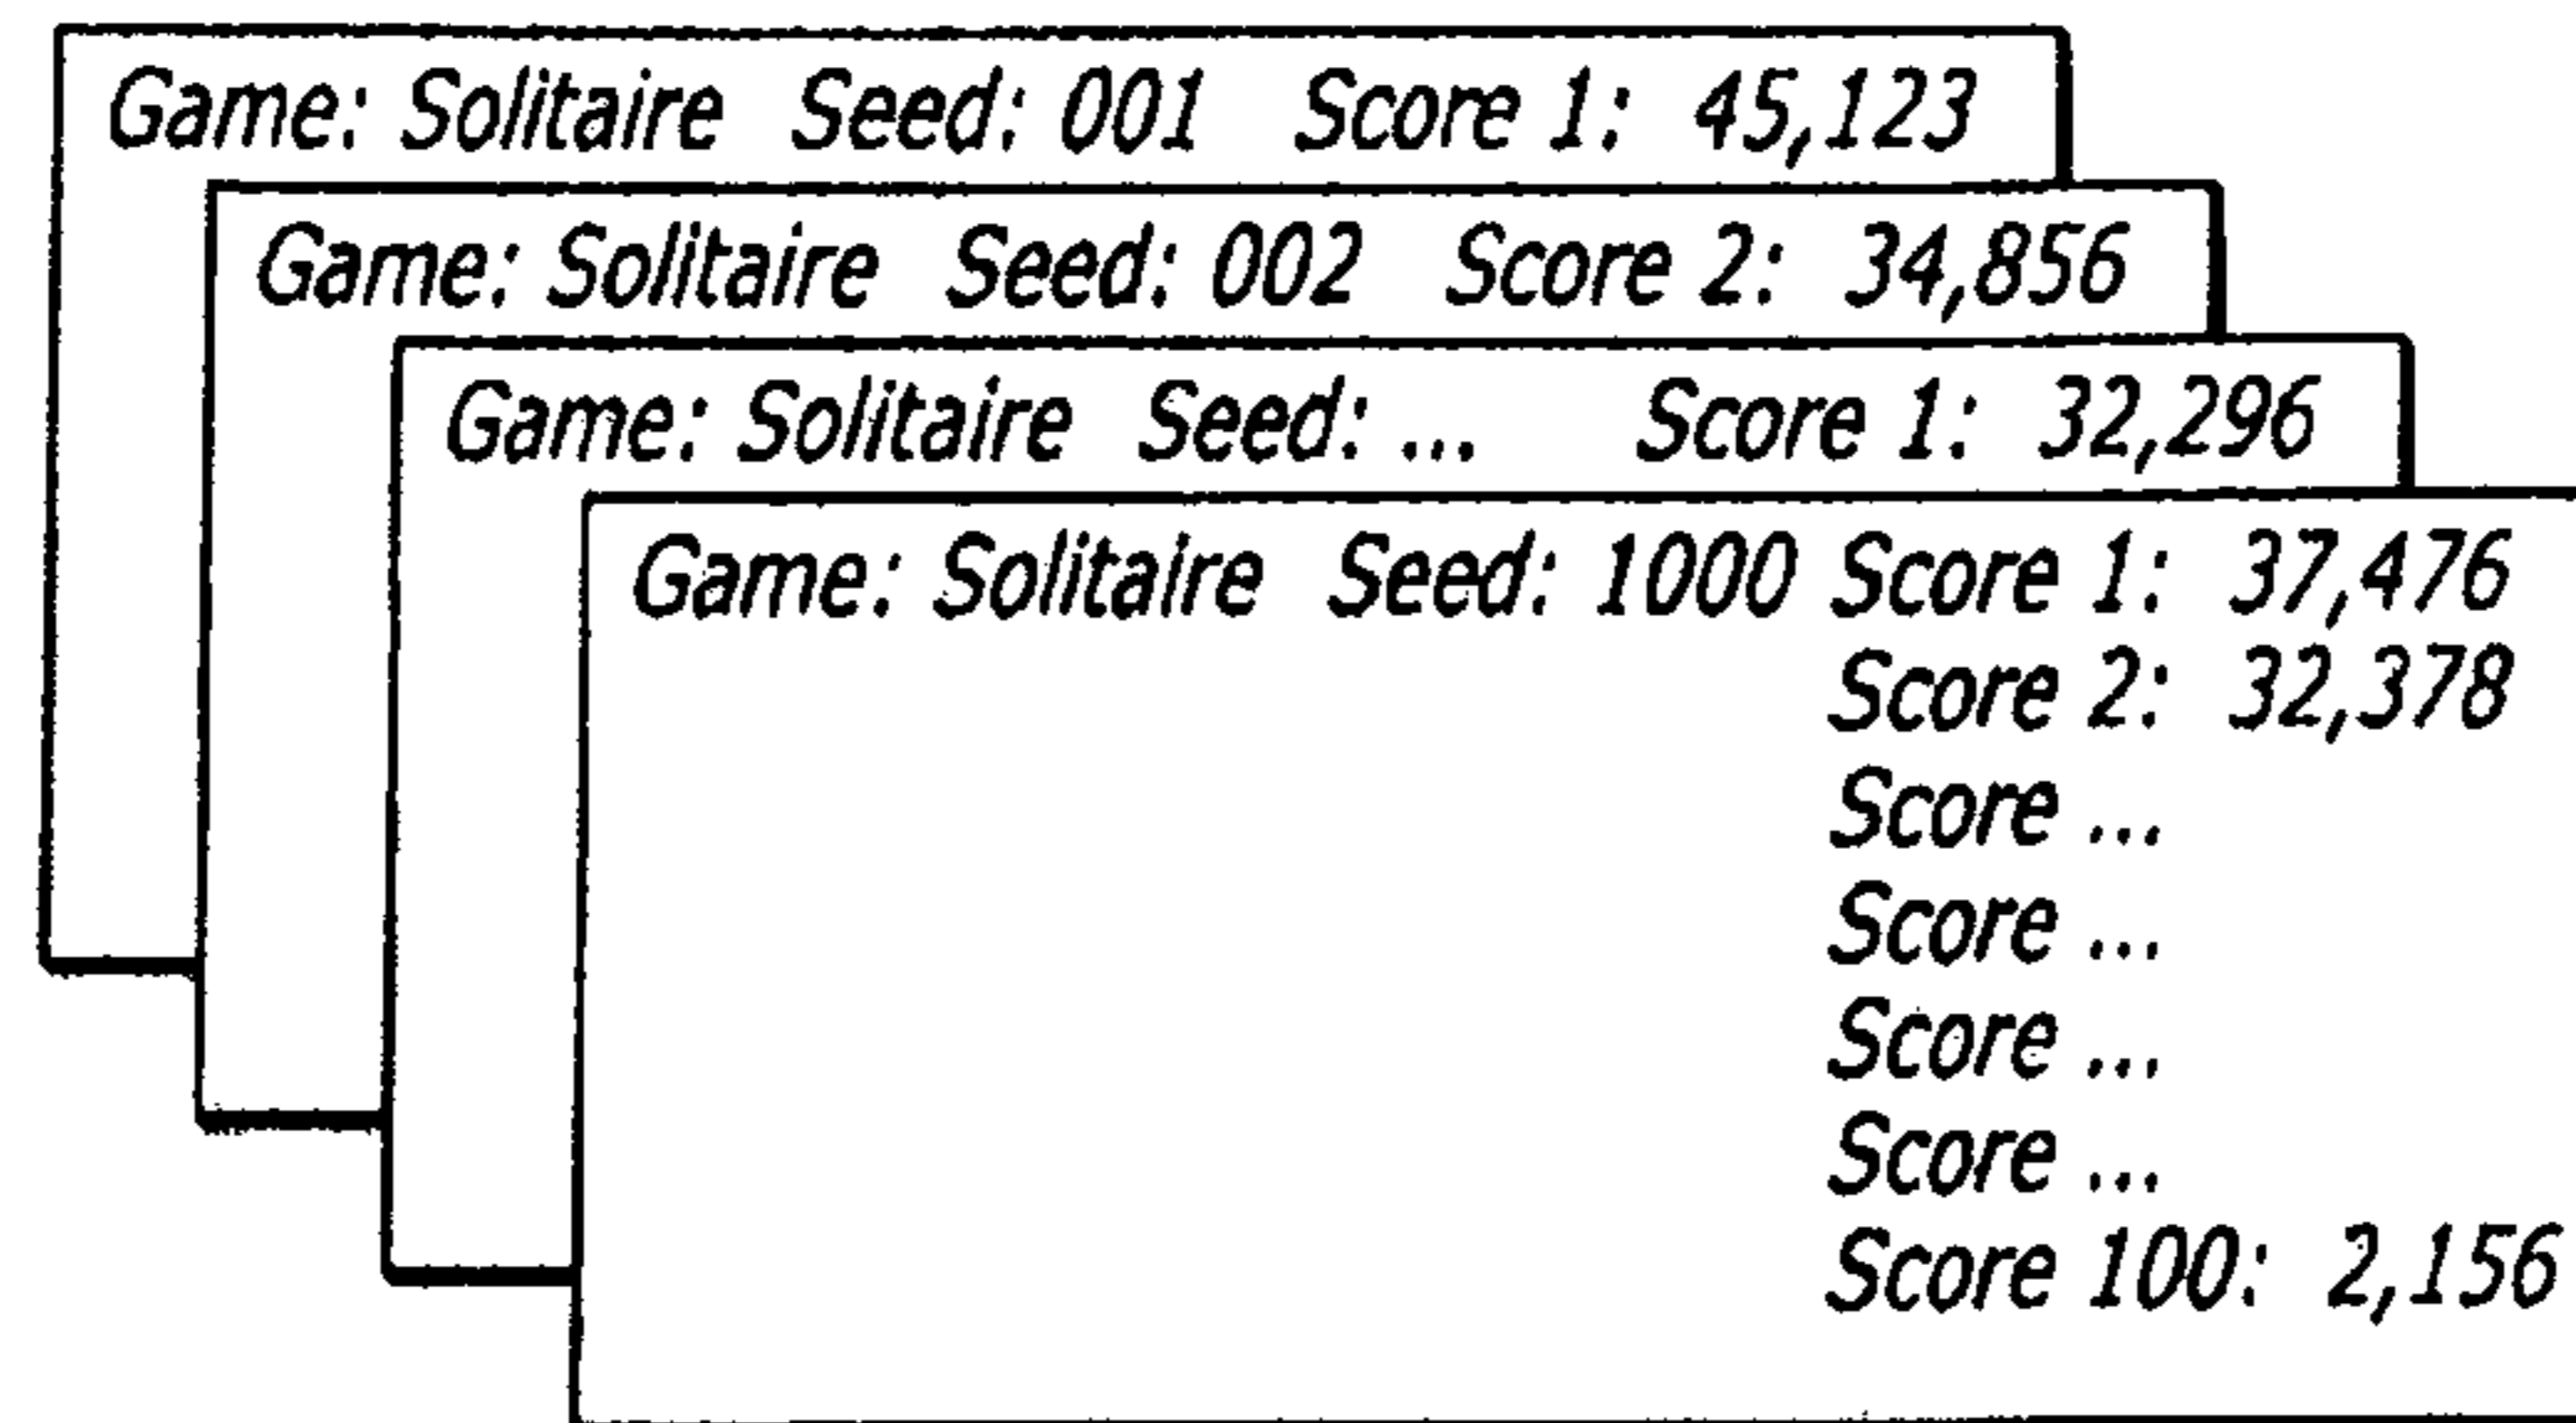 Game: Solitaire Seed: 001 Score 1: 45,123
Game: Solitaire Seed: 002 Score 2: 34,856
Game: Solitaire Seed: ... Score 1: 32,296
Game: Solitaire Seed: 1000 Score 1: 37,476
Score 2: 32,378
Score ...
Score ...
Score ...
Score ...
Score 100: 2,156